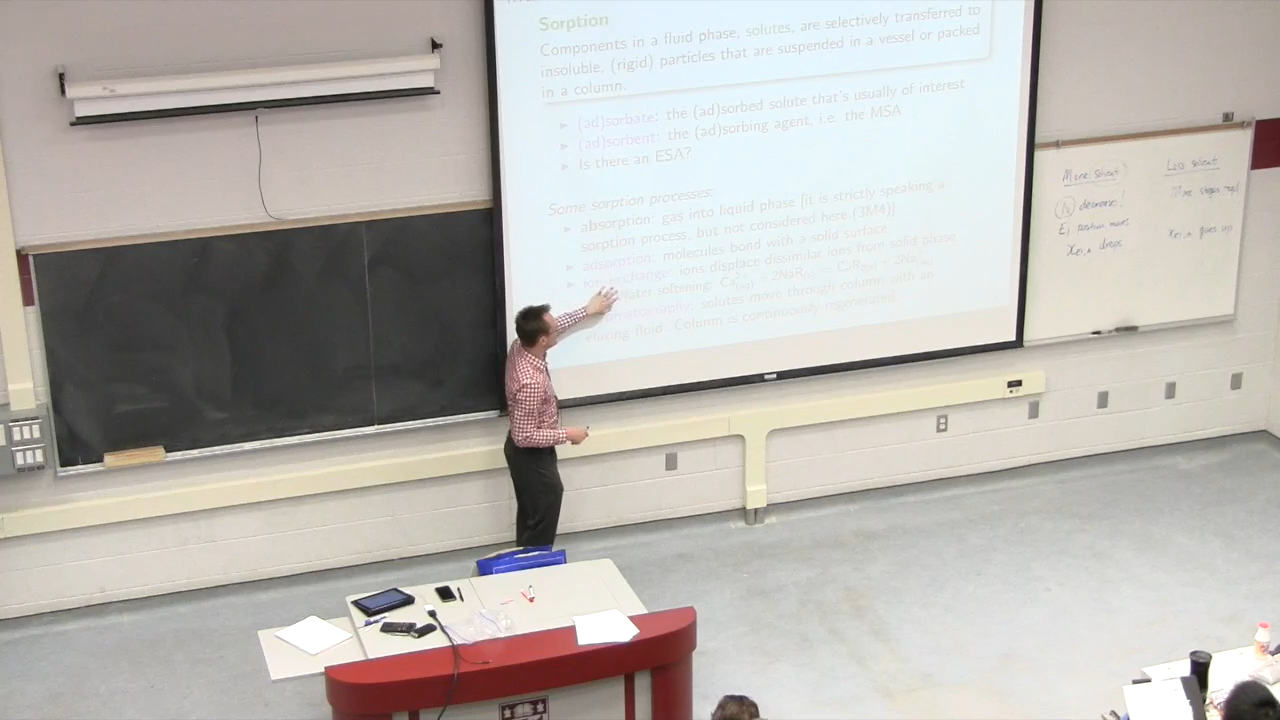 Sorption
Components in a fluid phase, solutes, are selectively transferred to
insoluble, (rigid) particles that are suspended in a vessel or packed
in a column.
▶ (ad)sorbate: the (ad)sorbed solute that's usually of interest
▶ (ad)sorbent: the (ad)sorbing agent, i.e. the MSA
▶ Is there an ESA?
Some sorption processes:
▶ absorption: gas into liquid phase [it is strictly speaking a
sorption process, but not considered here (3M4)]
▶ adsorption: molecules bond with a solid surface
▶ ion exchange: ions displace dissimilar ions from solid phase
softening:
solutes move through column with an
eluting fluid. Column is continuously regenerated
More solvent?
N decrease!
drops
Less solvent
More stages
goes up